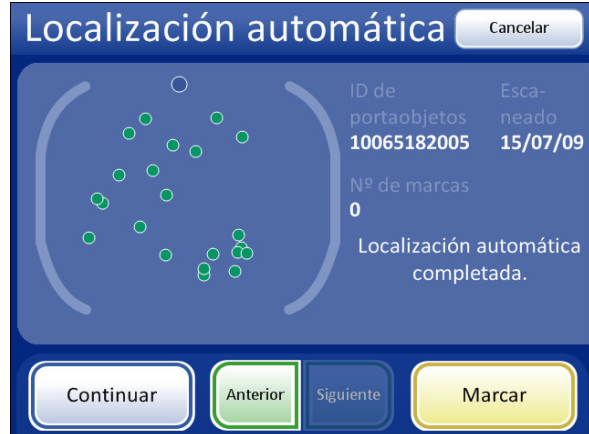 Localización automática
Cancelar
ID de
portaobjetos
10065182005
Esca-
neado
15/07/09
Nº de marcas
0
Localización automática
completada.
Continuar
Anterior
Siguiente
Marcar